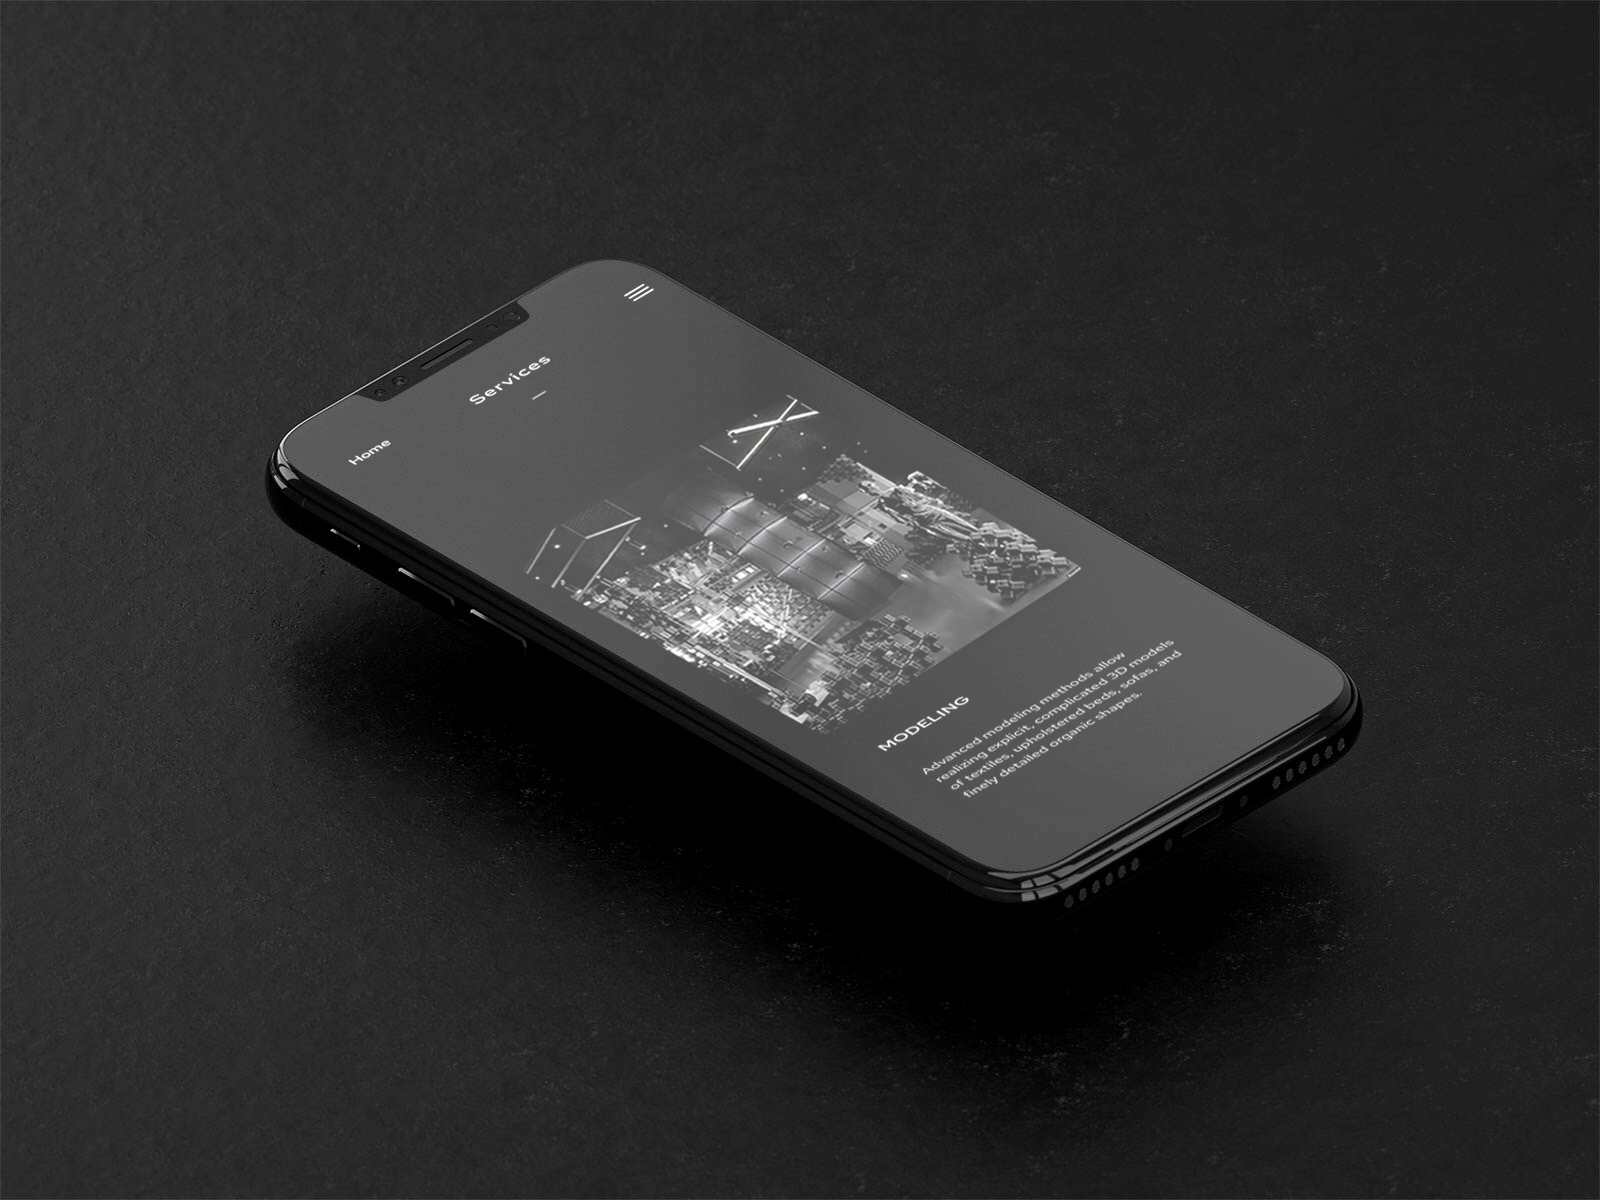 Home
Services
MODELING
Advanced modeling methods allow
realizing explicit, complicated 3D models
of textiles, upholstered beds, sofas, and
finely detailed organic shapes.